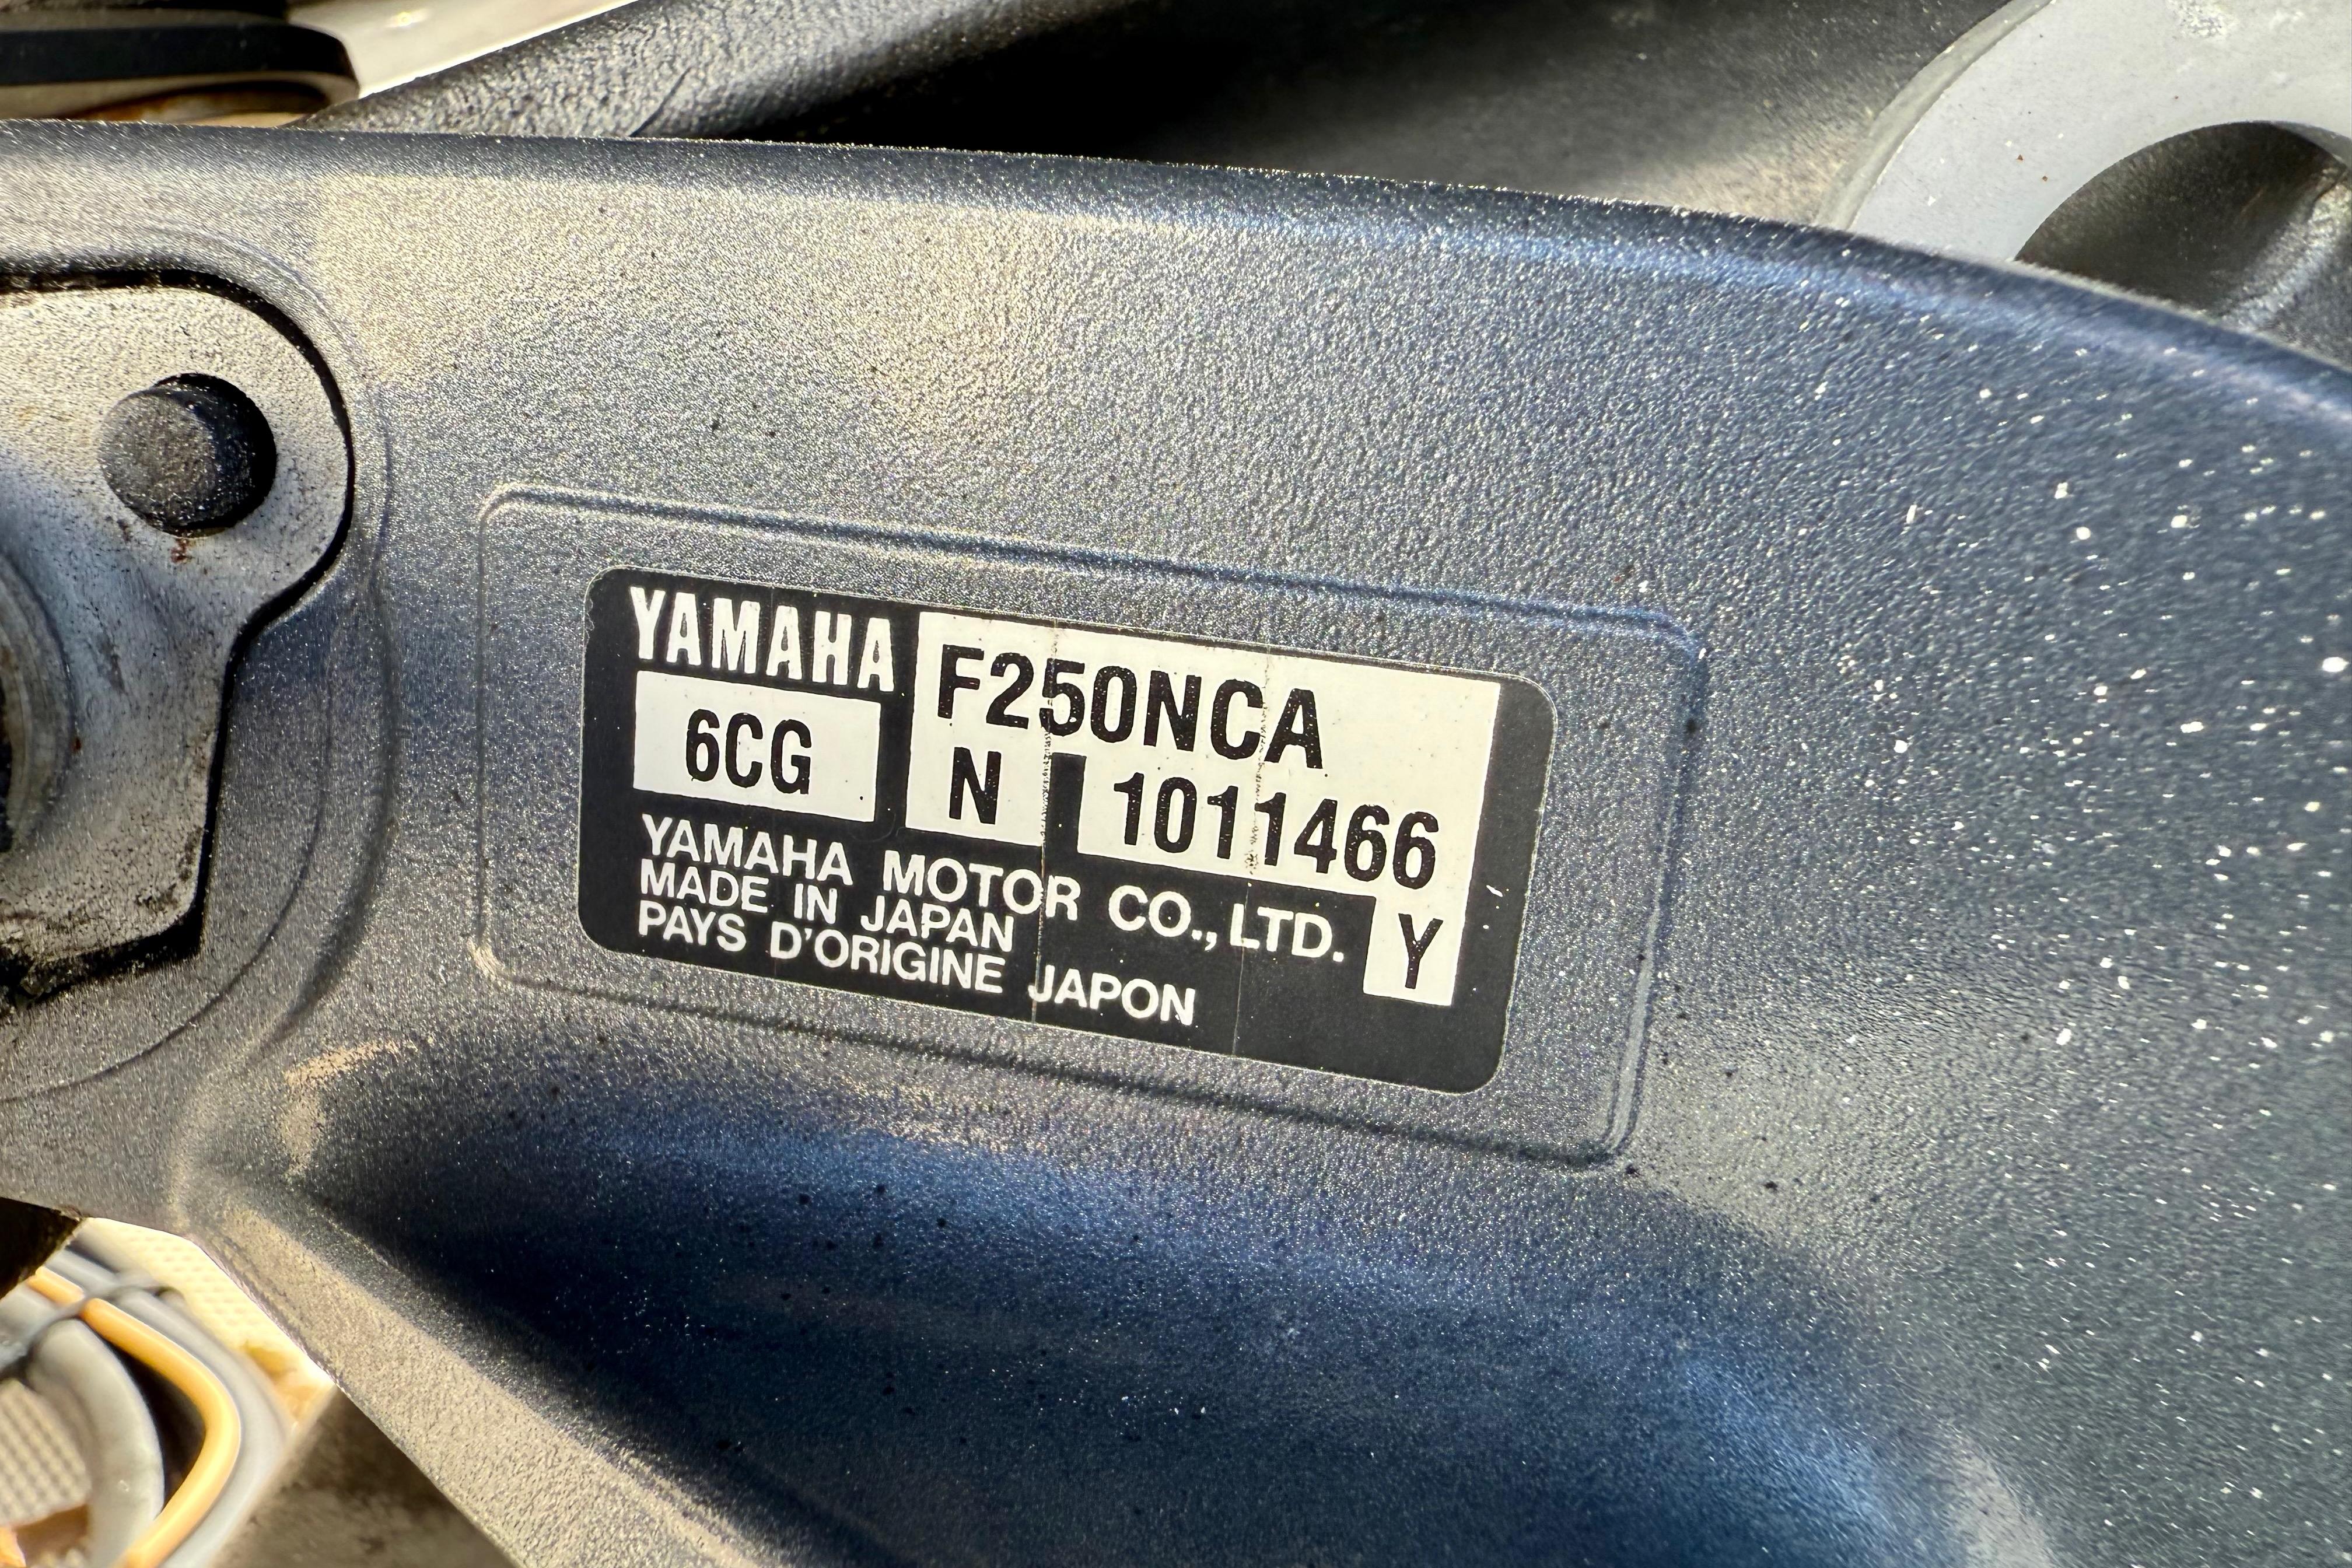 YAMAHA F250NCA
6CG N 1011466
YAMAHA MOTOR CO., LTD.
MADE IN JAPAN Y
PAYS D'ORIGINE JAPON